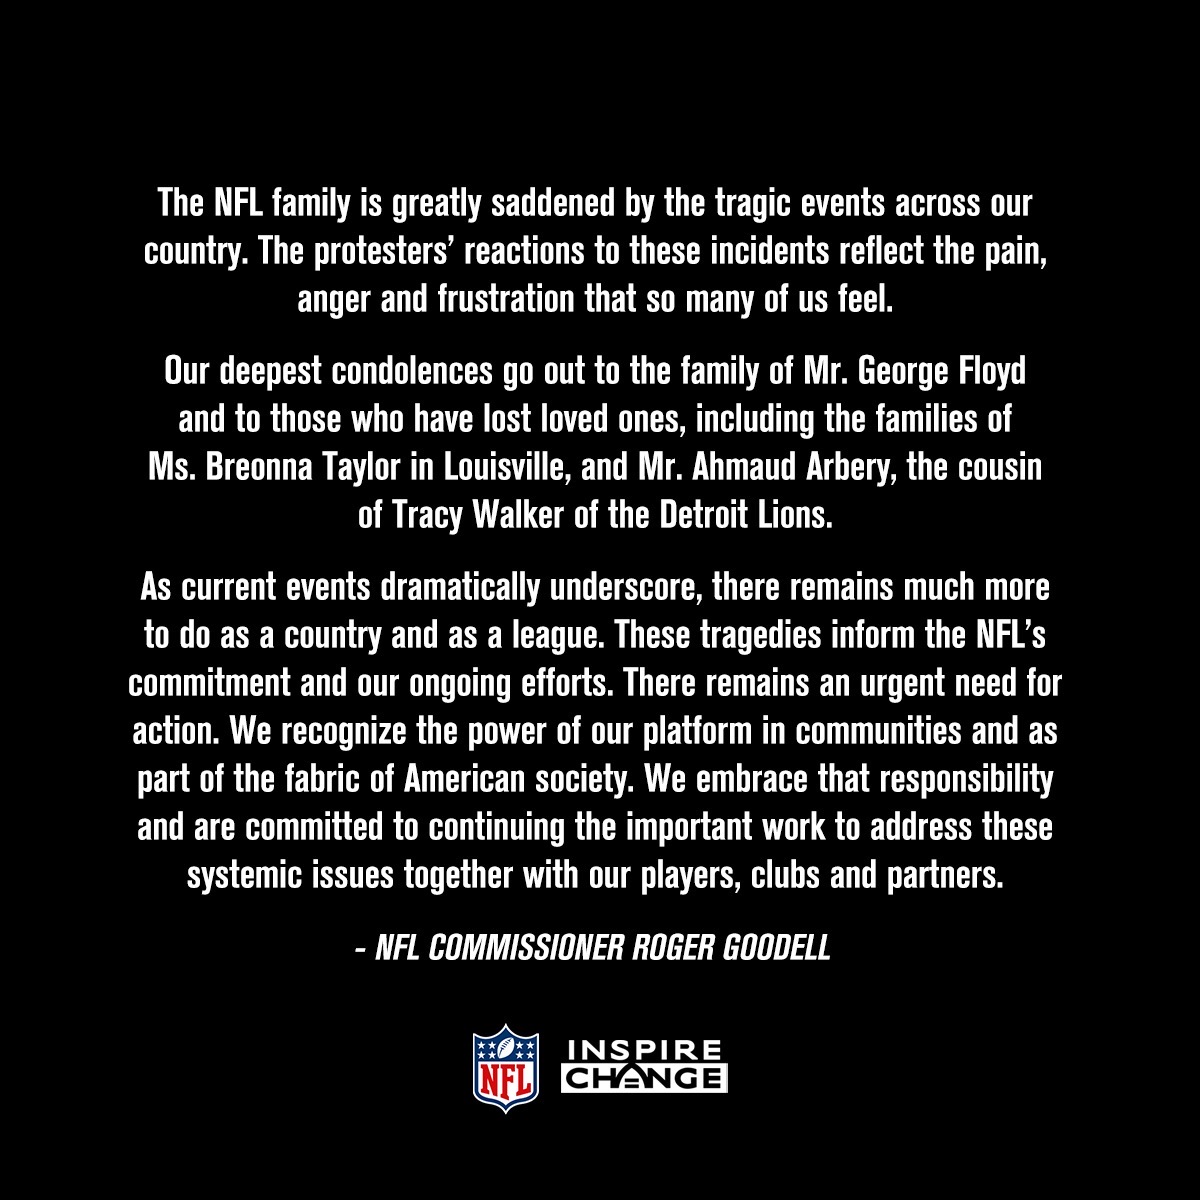 The NFL family is greatly saddened by the tragic events across our
country. The protesters’ reactions to these incidents reflect the pain,
anger and frustration that so many of us feel.
Our deepest condolences go out to the family of Mr. George Floyd
and to those who have lost loved ones, including the families of
Ms. Breonna Taylor in Louisville, and Mr. Ahmaud Arbery, the cousin
of Tracy Walker of the Detroit Lions.
As current events dramatically underscore, there remains much more
to do as a country and as a league. These tragedies inform the NFL’s
commitment and our ongoing efforts. There remains an urgent need for
action. We recognize the power of our platform in communities and as
part of the fabric of American society. We embrace that responsibility
and are committed to continuing the important work to address these
systemic issues together with our players, clubs and partners.
- NFL COMMISSIONER ROGER GOODELL
NFL
INSPIRE
CHANGE